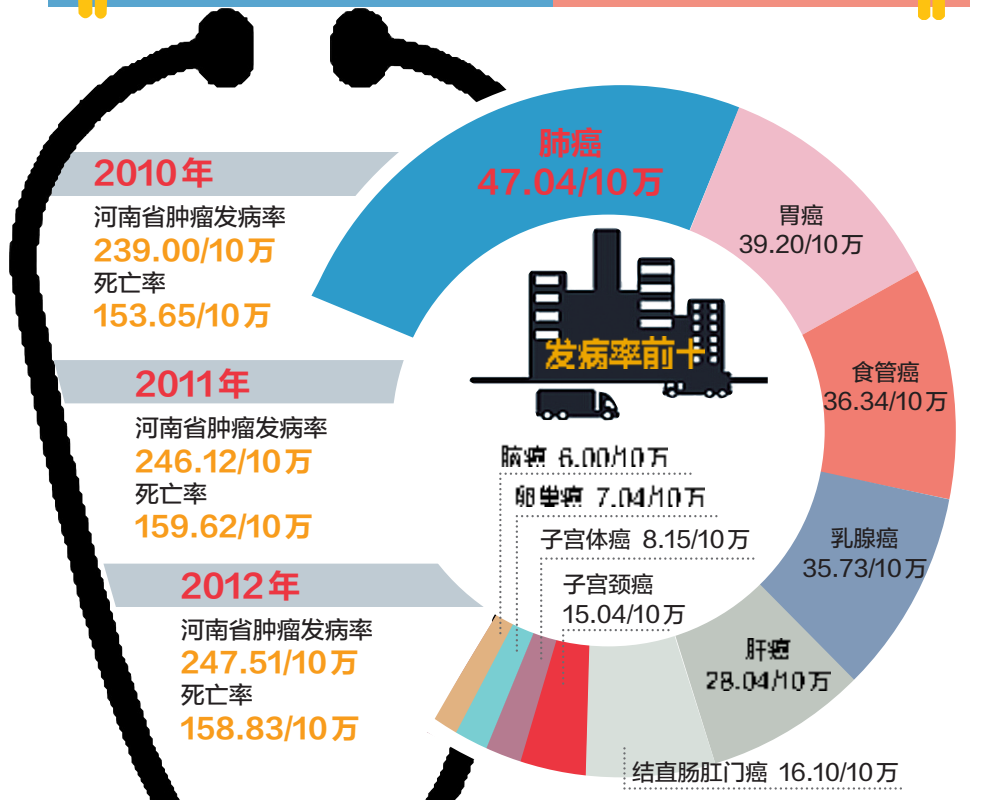 2010年
河南省肿瘤发病率
239.00/10万
死亡率
153.65/10万
2011年
河南省肿瘤发病率
246.12/10万
死亡率
159.62/10万
2012年
河南省肿瘤发病率
247.51/10万
死亡率
158.83/10万
肺癌
47.04/10万
胃癌
39.20/10万
食管癌
36.34/10万
乳腺癌
35.73/10万
肝癌
28.04/10万
结直肠肛门癌 16.10/10万
子宫颈癌
15.04/10万
子宫体癌 8.15/10万
卵巢癌 7.04/10万
脑癌 6.00/10万
发病率前十